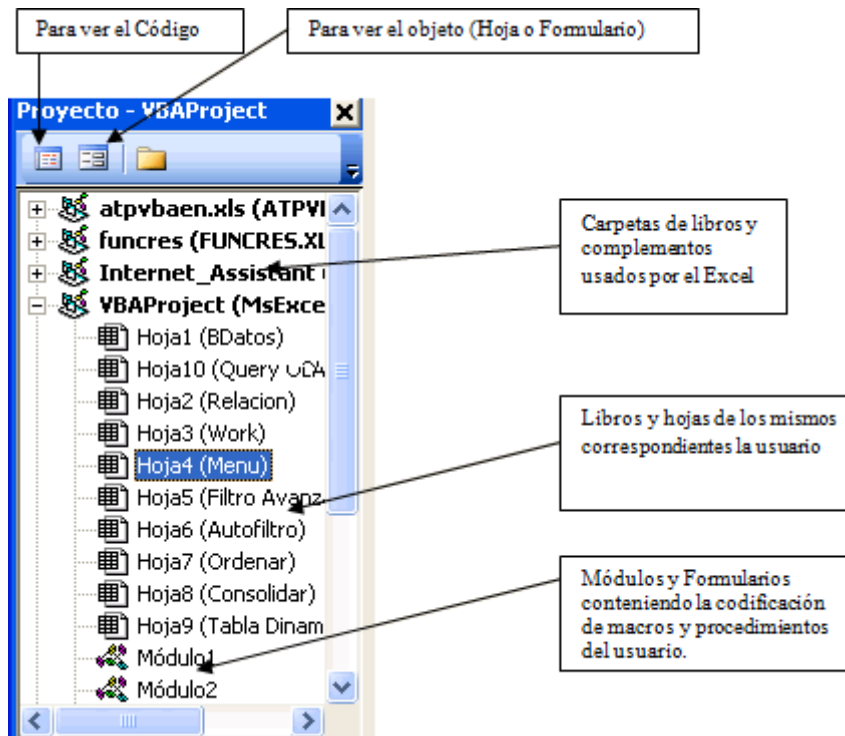 Para ver el Código
Para ver el objeto (Hoja o Formulario)
Proyecto - VBAProject
atpvbaen.xls (ATPVI
funcres (FUNCRES.XL
Internet_Assistant (
VBAProject (MsExce
Hoja1 (BDatos)
Hoja10 (Query
Hoja2 (Relacion)
Hoja3 (Work)
Hoja4 (Menu)
Hoja5 (Filtro Avanz
Hoja6 (Autofiltro)
Hoja7 (Ordenar)
Hoja8 (Consolidar)
Hoja9 (Tabla Dinam
Módulo1
Módulo2
Carpetas de libros y
complementos
usados por el Excel
Libros y hojas de los mismos
correspondientes la usuario
Módulos y Formularios
conteniendo la codificación
de macros y procedimientos
del usuario.